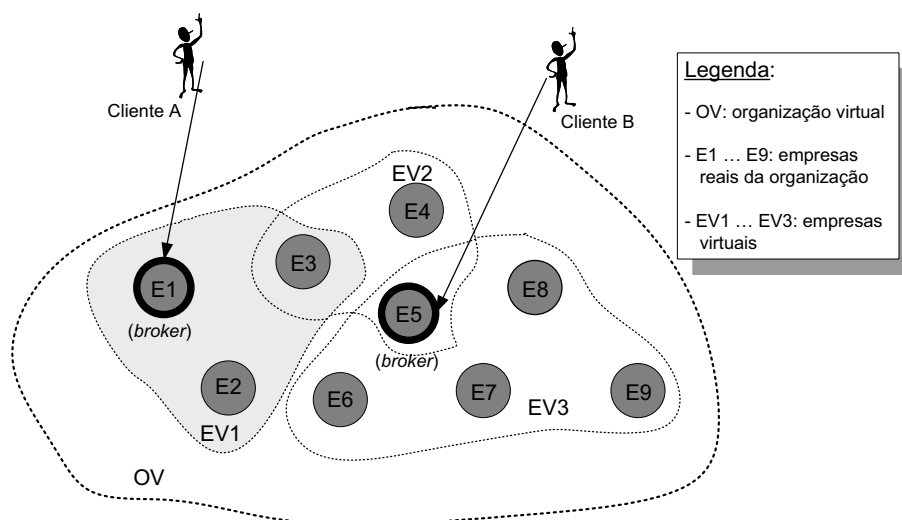 Cliente A
Cliente B
Legenda:
- OV: organização virtual
- E1 ... E9: empresas
reais da organização
- EV1 ... EV3: empresas
virtuais
EV2
E4
E3
E1
(broker)
E8
E5
(broker)
E2
E6
E7
E9
EV3
EV1
OV